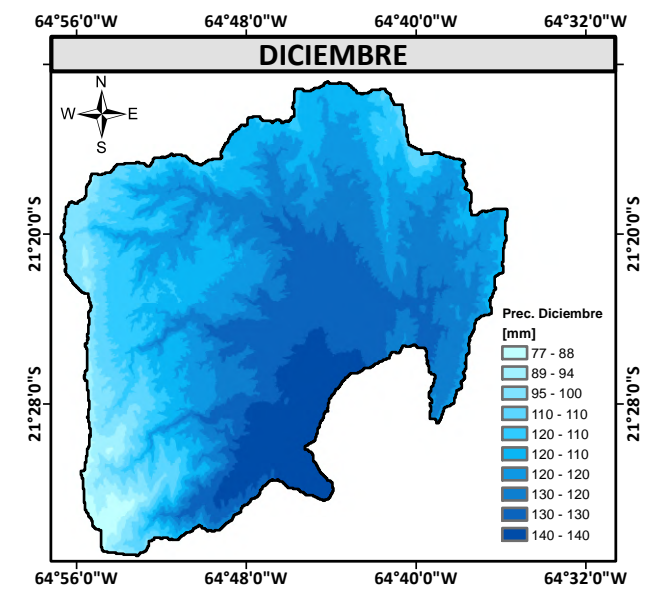 64°56'0"W 64°48'0"W 64°40'0"W 64°32'0"W
DICIEMBRE
N
W E
S
21°20'0"S 21°20'0"S
Prec. Diciembre
[mm]
77 - 88
89 - 94
95 - 100
110 - 110
120 - 110
120 - 110
120 - 120
130 - 120
130 - 130
140 - 140
21°28'0"S 21°28'0"S
64°56'0"W 64°48'0"W 64°40'0"W 64°32'0"W